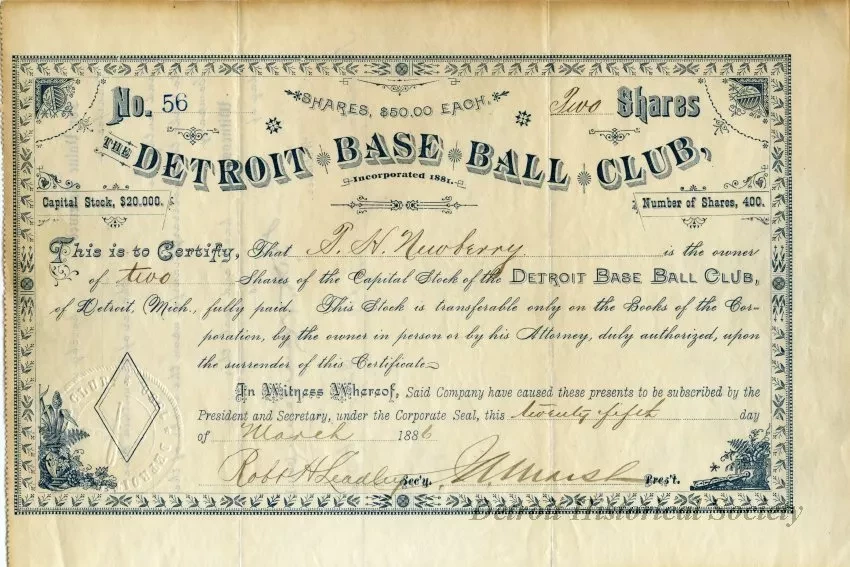 No. 56
SHARES, $50.00 EACH.
Two Shares
THE DETROIT BASE BALL CLUB,
Incorporated 1881.
Capital Stock, $20.000.
Number of Shares, 400.
This is to Certify, That T. H. Newberry is the owner
of two Shares of the Capital Stock of the DETROIT BASE BALL CLUB,
of Detroit, Mich., fully paid. This Stock is transferable only on the Books of the Cor-
poration, by the owner in person or by his Attorney, duly authorized, upon
the surrender of this Certificate
In Witness Whereof, Said Company have caused these presents to be subscribed by the
President and Secretary, under the Corporate Seal, this twenty fifth day
of March 1886
Robt H Leadley Sec'y. Marsh Pres't.
Detroit Historical Society